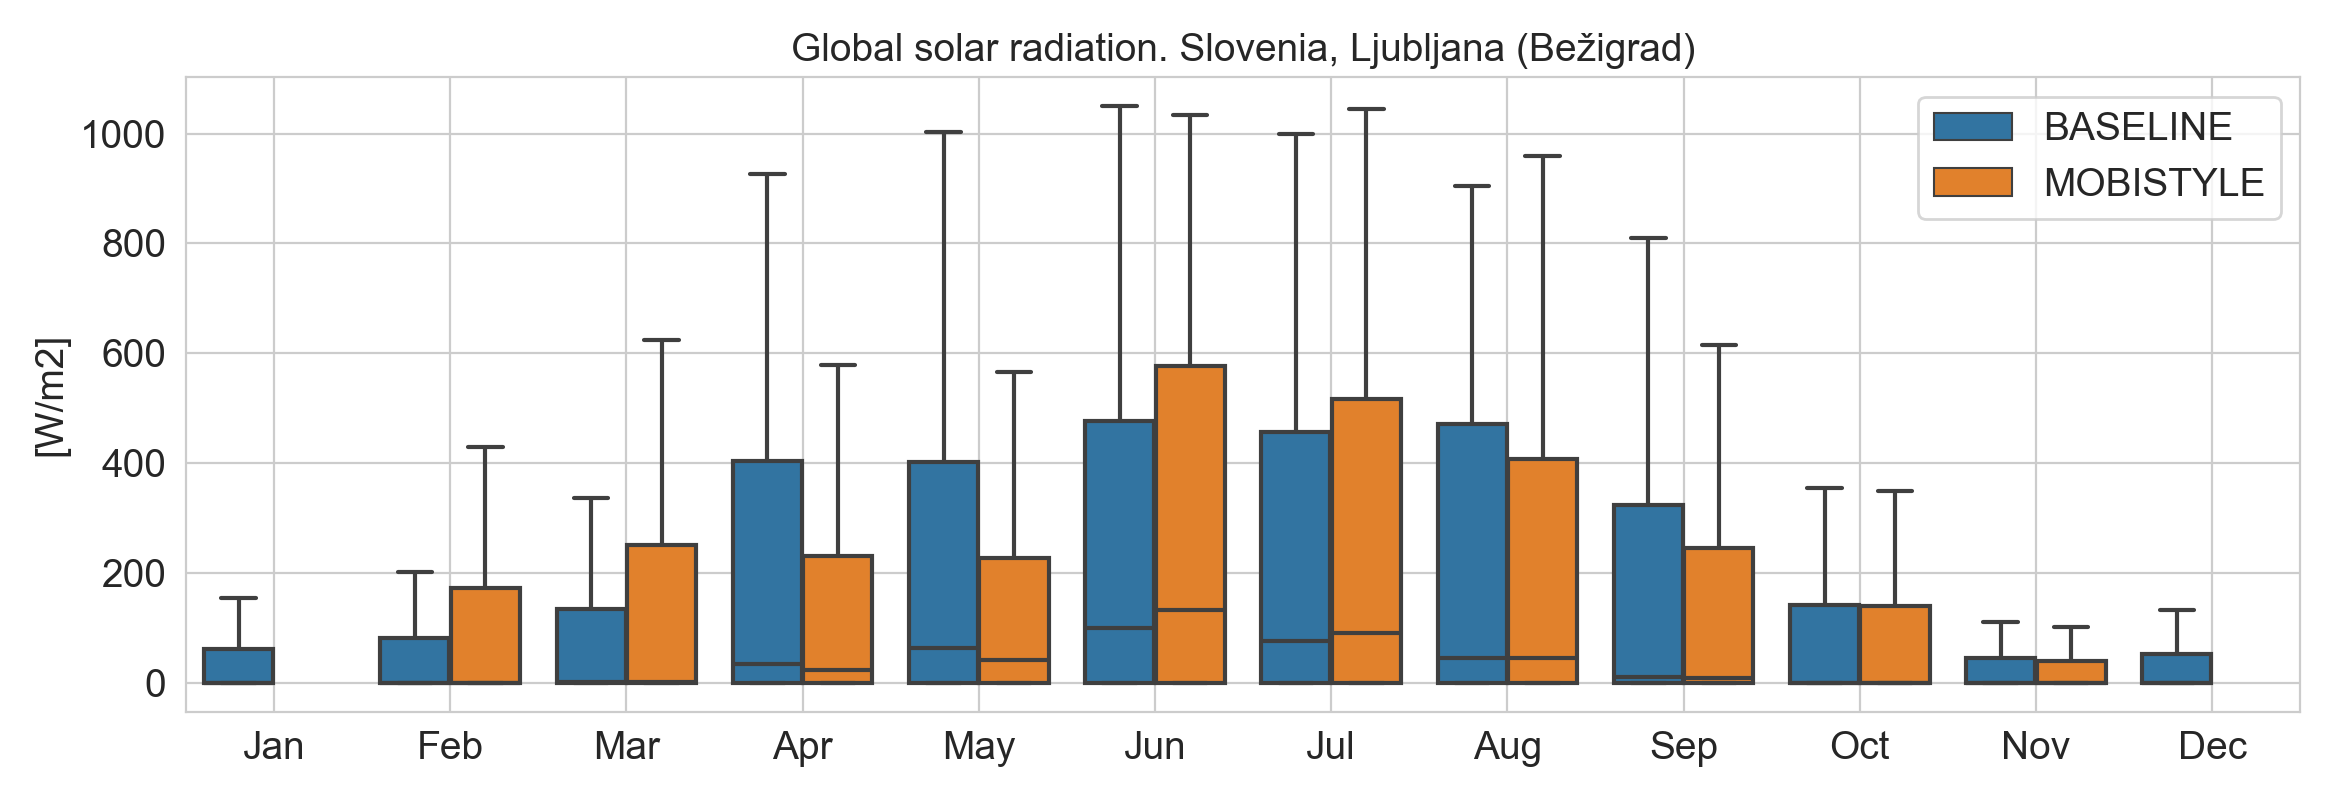 Global solar radiation. Slovenia, Ljubljana (Bežigrad)
BASELINE
MOBISTYLE
[W/m2]
1000
800
600
400
200
0
Jan Feb Mar Apr May Jun Jul Aug Sep Oct Nov Dec